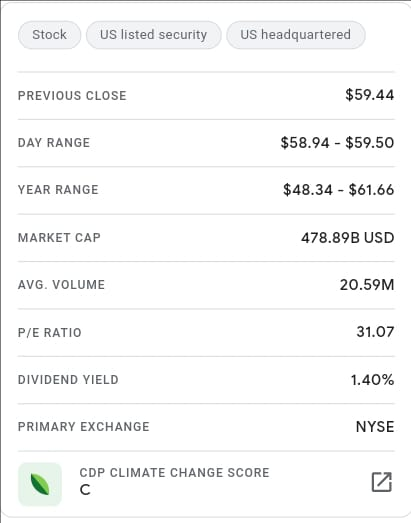 Stock
US listed security
US headquartered
PREVIOUS CLOSE
$59.44
DAY RANGE
$58.94 - $59.50
YEAR RANGE
$48.34 - $61.66
MARKET CAP
478.89B USD
AVG. VOLUME
20.59M
P/E RATIO
31.07
DIVIDEND YIELD
1.40%
PRIMARY EXCHANGE
NYSE
CDP CLIMATE CHANGE SCORE
C